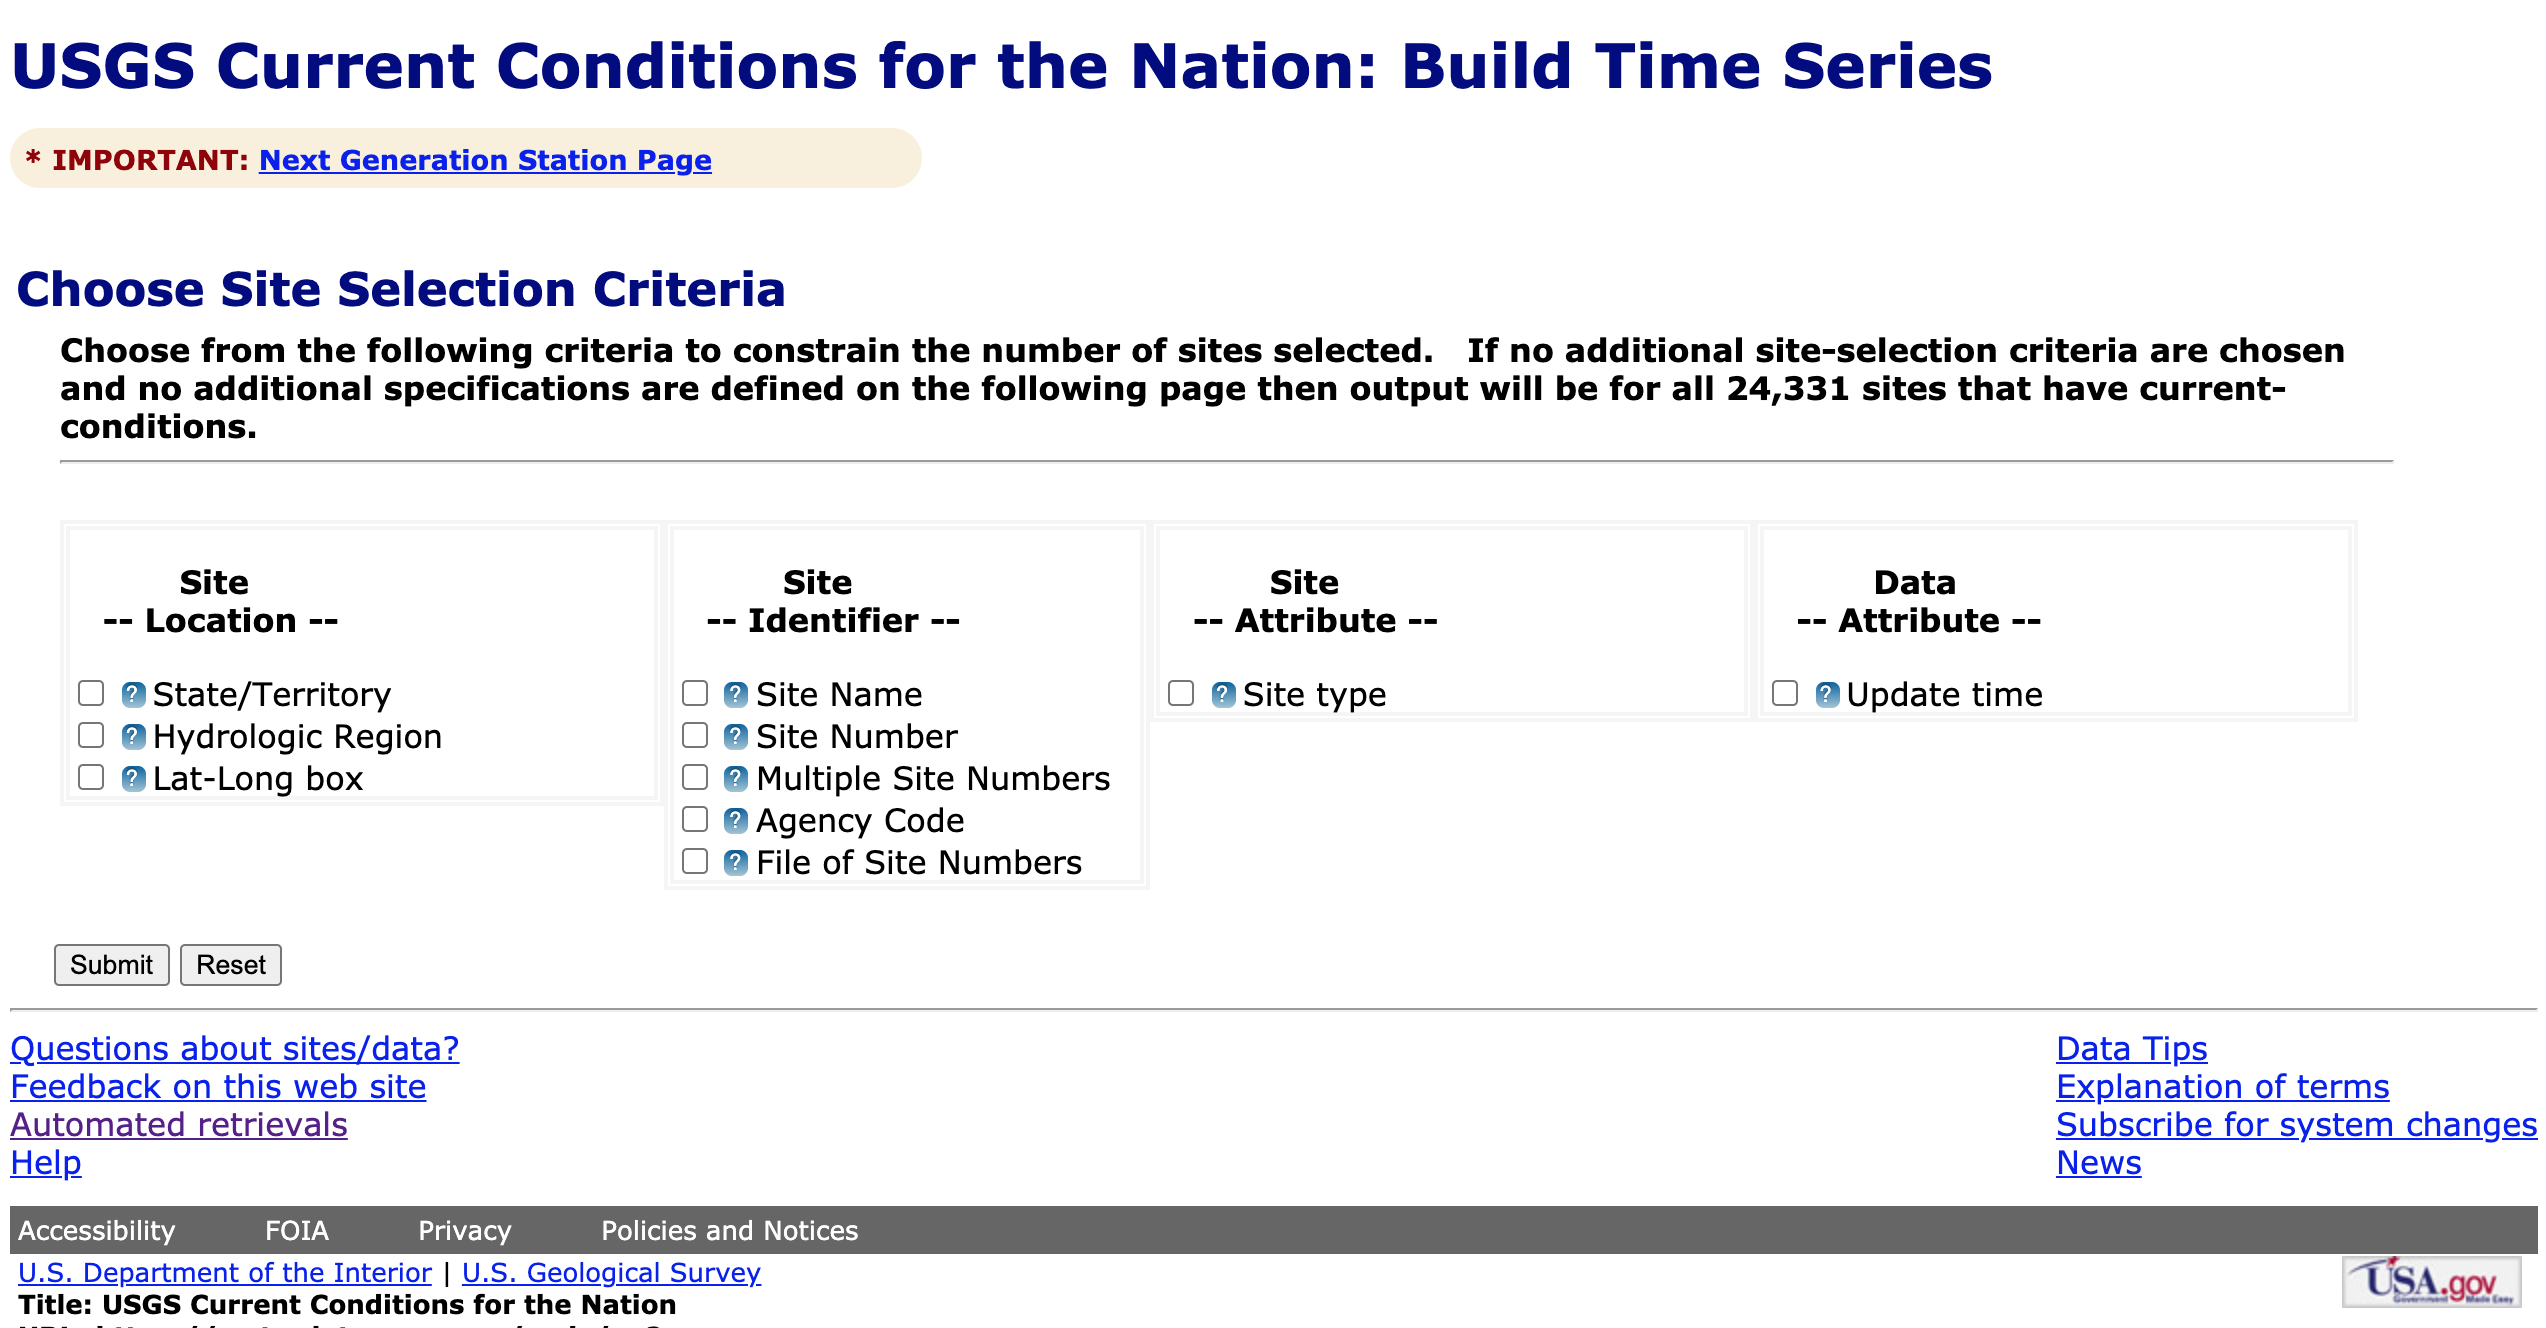 USGS Current Conditions for the Nation: Build Time Series
* IMPORTANT: Next Generation Station Page
Choose Site Selection Criteria
Choose from the following criteria to constrain the number of sites selected.   If no additional site-selection criteria are chosen
and no additional specifications are defined on the following page then output will be for all 24,331 sites that have current-
conditions.
Site
-- Location --
? State/Territory
? Hydrologic Region
? Lat-Long box
Site
-- Identifier --
? Site Name
? Site Number
? Multiple Site Numbers
? Agency Code
? File of Site Numbers
Site
-- Attribute --
? Site type
Data
-- Attribute --
? Update time
Submit Reset
Questions about sites/data?
Feedback on this web site
Automated retrievals
Help
Data Tips
Explanation of terms
Subscribe for system changes
News
Accessibility FOIA Privacy Policies and Notices
U.S. Department of the Interior | U.S. Geological Survey
Title: USGS Current Conditions for the Nation
USA.gov
Government Made Easy